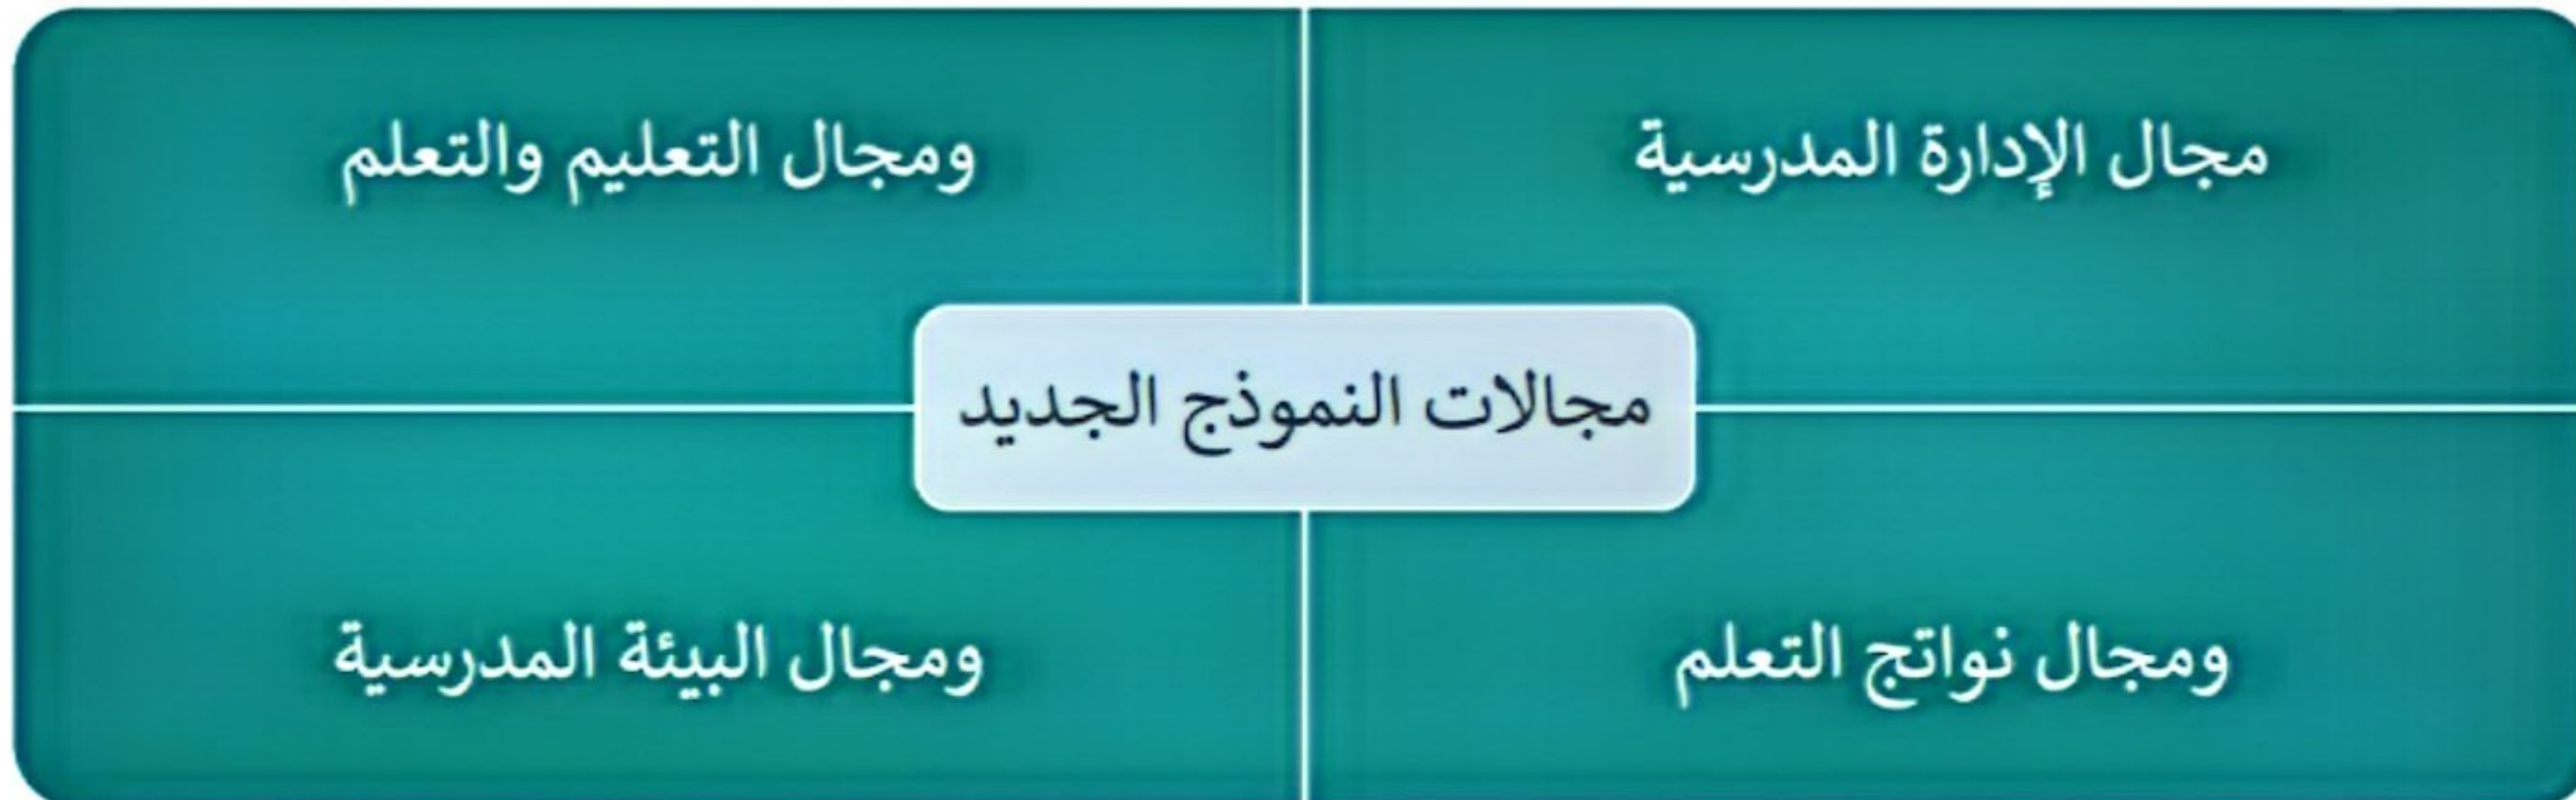 مجال الإدارة المدرسية
ومجال التعليم والتعلم
مجالات النموذج الجديد
ومجال نواتج التعلم
ومجال البيئة المدرسية